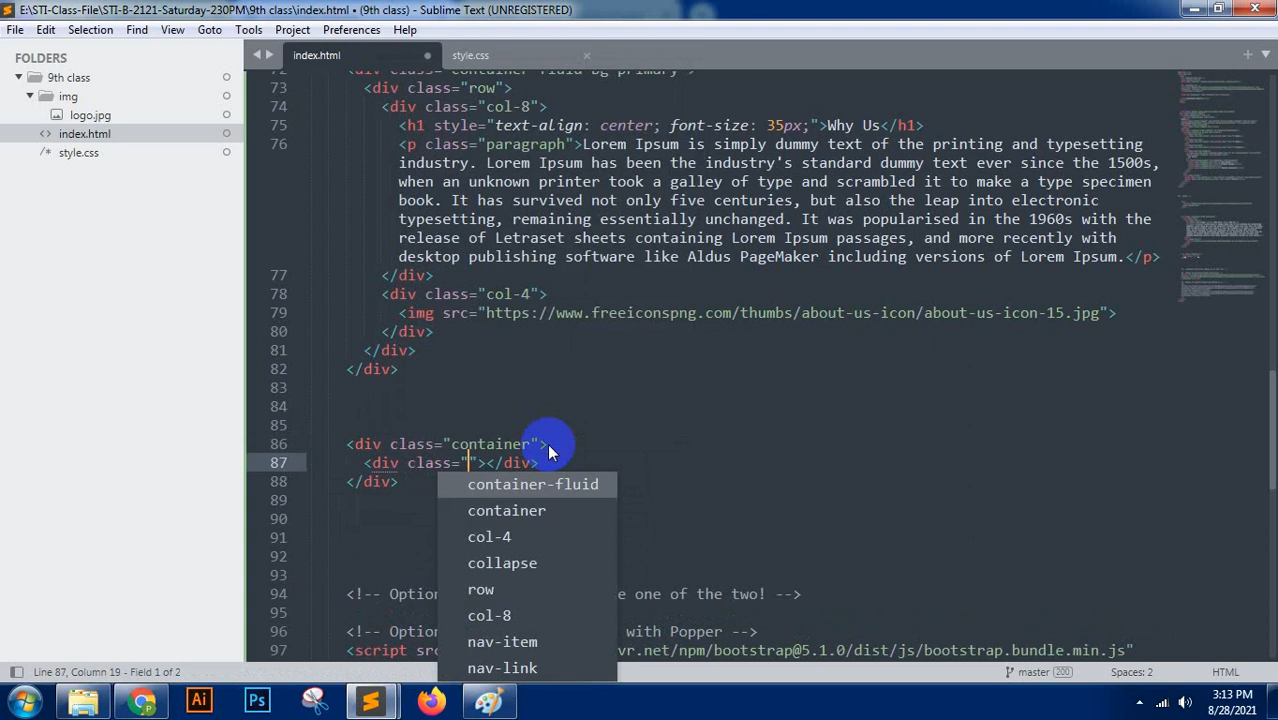 E:\STI-Class-File\STI-B-2121-Saturday-230PM\9th class\index.html • (9th class) - Sublime Text (UNREGISTERED)
File Edit Selection Find View Goto Tools Project Preferences Help
FOLDERS
9th class
img
logo.jpg
index.html
style.css
index.html style.css
72 <div class="container-fluid bg-primary">
73 <div class="row">
74 <div class="col-8">
75 <h1 style="text-align: center; font-size: 35px;">Why Us</h1>
76 <p class="paragraph">Lorem Ipsum is simply dummy text of the printing and typesetting
industry. Lorem Ipsum has been the industry's standard dummy text ever since the 1500s,
when an unknown printer took a galley of type and scrambled it to make a type specimen
book. It has survived not only five centuries, but also the leap into electronic
typesetting, remaining essentially unchanged. It was popularised in the 1960s with the
release of Letraset sheets containing Lorem Ipsum passages, and more recently with
desktop publishing software like Aldus PageMaker including versions of Lorem Ipsum.</p>
77 </div>
78 <div class="col-4">
79 <img src="https://www.freeiconspng.com/thumbs/about-us-icon/about-us-icon-15.jpg">
80 </div>
81 </div>
82 </div>
83
84
85
86 <div class="container">
87 <div class=""></div>
88 </div>
89
90
91
92
93
94 <!-- Option e one of the two! -->
95
96 <!-- Option with Popper -->
97 <script src vr.net/npm/bootstrap@5.1.0/dist/js/bootstrap.bundle.min.js"
container-fluid
container
col-4
collapse
row
col-8
nav-item
nav-link
Line 87, Column 19 - Field 1 of 2 master 200 Spaces: 2 HTML
Ai Ps
3:13 PM
8/28/2021